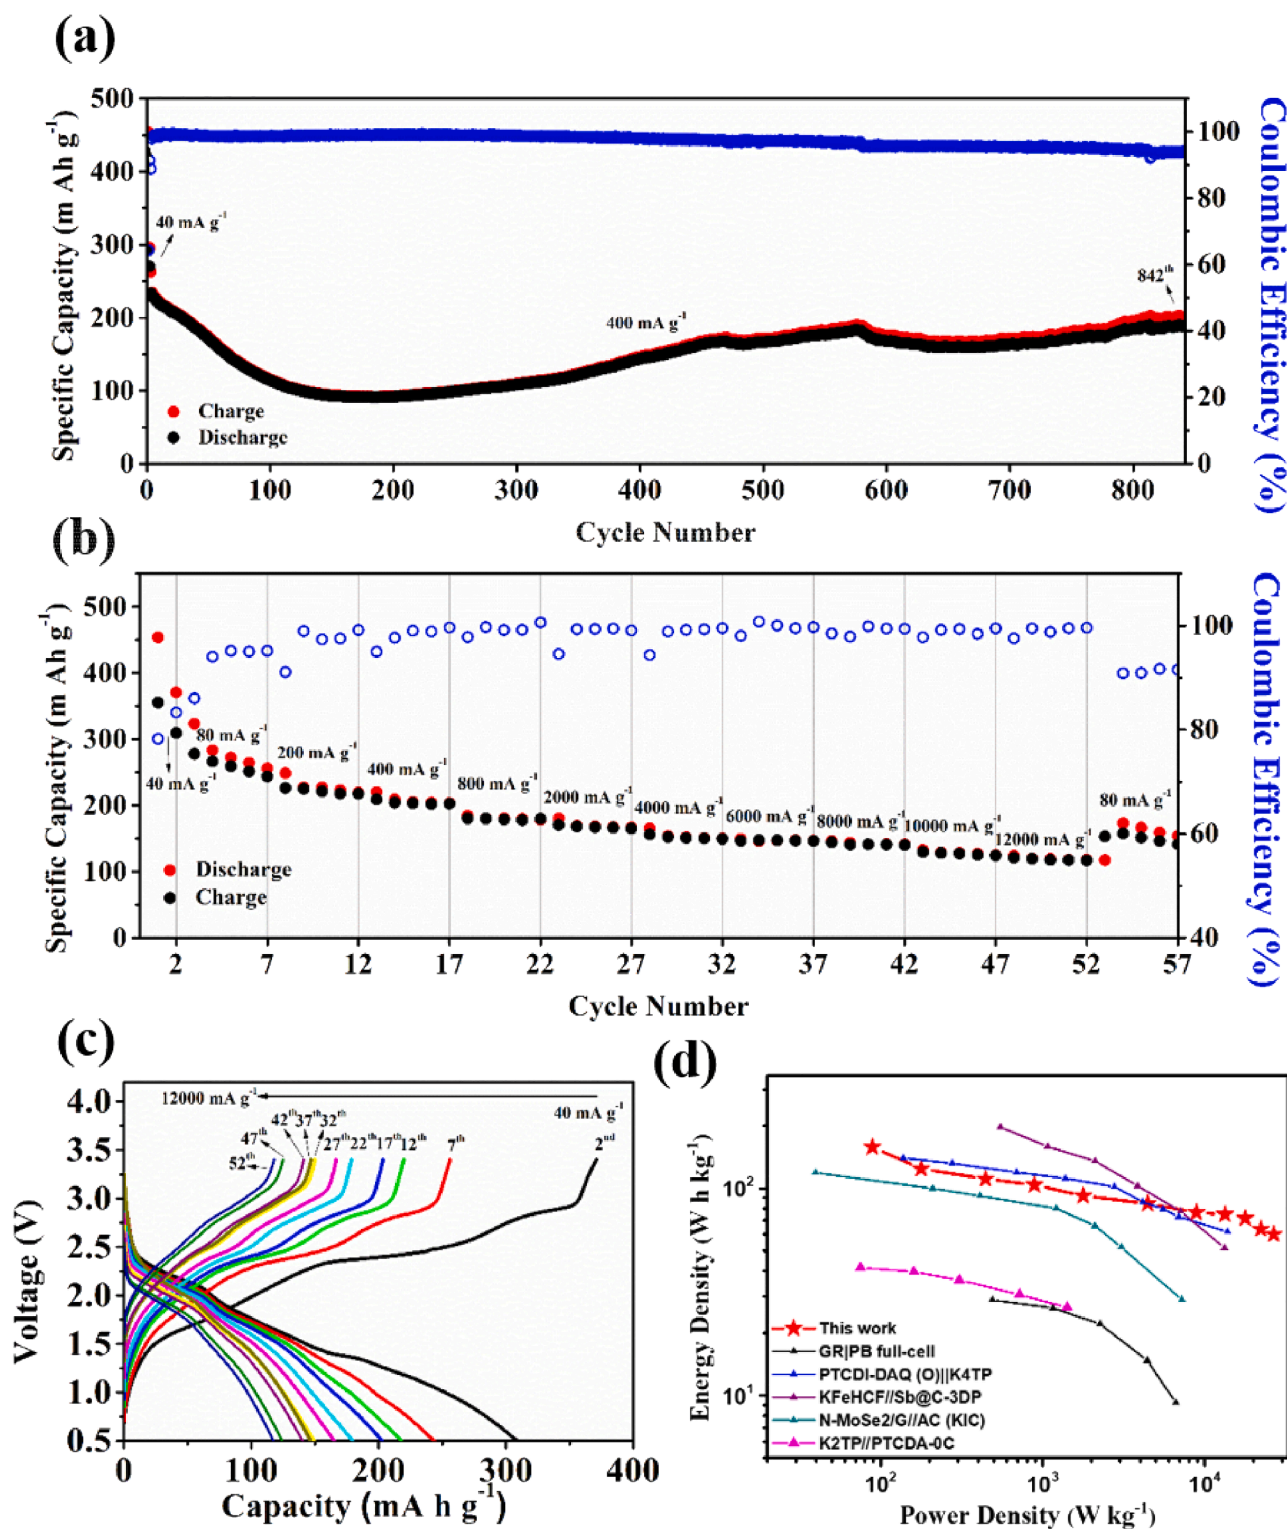 (a)
500
400
300
200
100
0
Specific Capacity (m Ah g⁻¹)
40 mA g⁻¹
400 mA g⁻¹
842ᵗʰ
Charge
Discharge
100
80
60
40
20
0
Coulombic Efficiency (%)
0 100 200 300 400 500 600 700 800
Cycle Number
(b)
500
400
300
200
100
0
Specific Capacity (m Ah g⁻¹)
40 mA g⁻¹
80 mA g⁻¹
200 mA g⁻¹
400 mA g⁻¹
800 mA g⁻¹
2000 mA g⁻¹
4000 mA g⁻¹
6000 mA g⁻¹
8000 mA g⁻¹
10000 mA g⁻¹
12000 mA g⁻¹
80 mA g⁻¹
Discharge
Charge
100
80
60
40
Coulombic Efficiency (%)
2 7 12 17 22 27 32 37 42 47 52 57
Cycle Number
(c)
4.0
3.5
3.0
2.5
2.0
1.5
1.0
0.5
Voltage (V)
12000 mA g⁻¹
40 mA g⁻¹
52ᵗʰ
47ᵗʰ
42ᵗʰ 37ᵗʰ 32ᵗʰ
27ᵗʰ 22ᵗʰ 17ᵗʰ 12ᵗʰ
7ᵗʰ
2ⁿᵈ
0 100 200 300 400
Capacity (mA h g⁻¹)
(d)
10²
10¹
Energy Density (W h kg⁻¹)
This work
GR|PB full-cell
PTCDI-DAQ (O)||K4TP
KFeHCF//Sb@C-3DP
N-MoSe2/G//AC (KIC)
K2TP//PTCDA-0C
10² 10³ 10⁴
Power Density (W kg⁻¹)